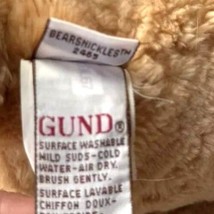 BEARSNICKLES™
2469
GUND®
SURFACE WASHABLE
MILD SUDS-COLD
WATER-AIR DRY.
BRUSH GENTLY.
SURFACE LAVABLE
CHIFFON DOUX-